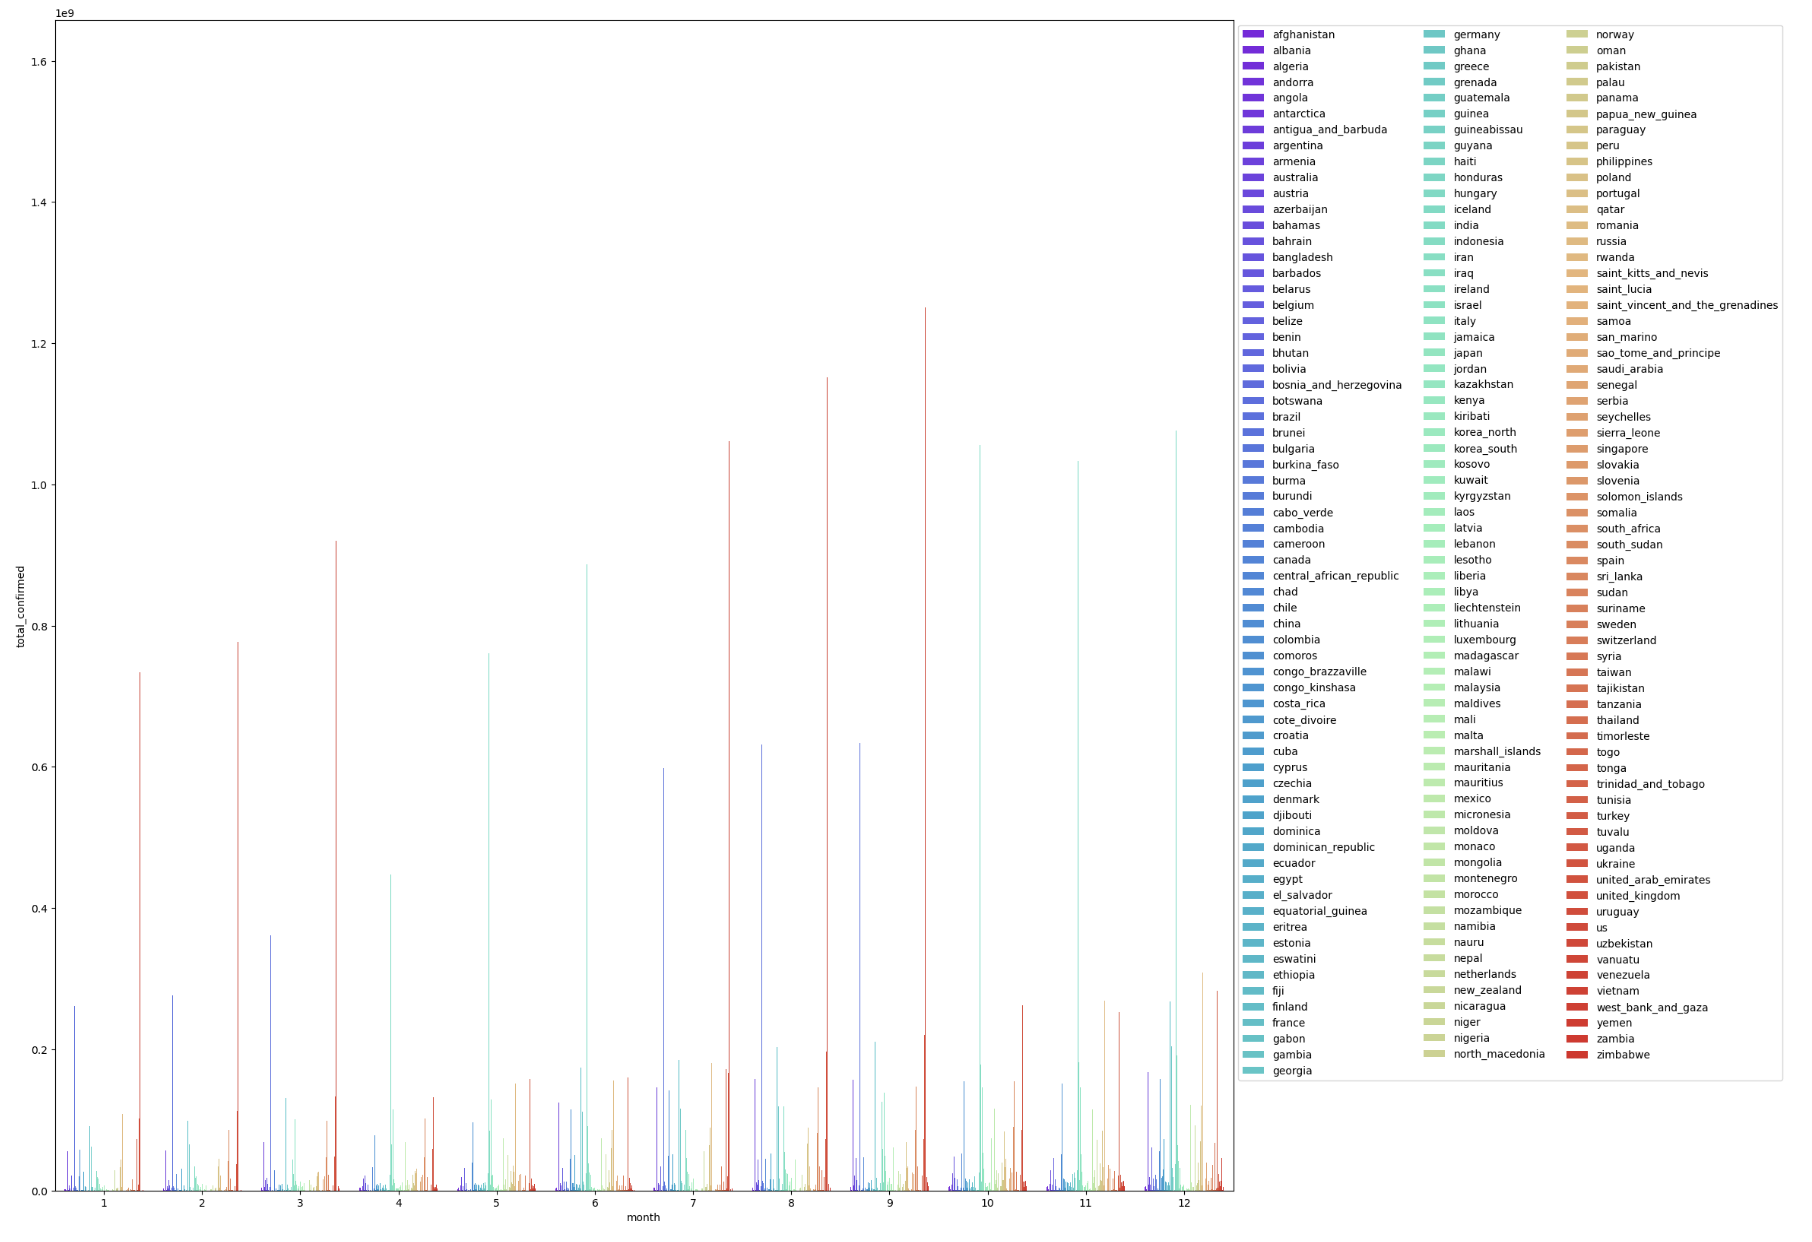 1e9
1.6
1.4
1.2
1.0
0.8
0.6
0.4
0.2
0.0
total_confirmed
1 2 3 4 5 6 7 8 9 10 11 12
month
afghanistan
albania
algeria
andorra
angola
antarctica
antigua_and_barbuda
argentina
armenia
australia
austria
azerbaijan
bahamas
bahrain
bangladesh
barbados
belarus
belgium
belize
benin
bhutan
bolivia
bosnia_and_herzegovina
botswana
brazil
brunei
bulgaria
burkina_faso
burma
burundi
cabo_verde
cambodia
cameroon
canada
central_african_republic
chad
chile
china
colombia
comoros
congo_brazzaville
congo_kinshasa
costa_rica
cote_divoire
croatia
cuba
cyprus
czechia
denmark
djibouti
dominica
dominican_republic
ecuador
egypt
el_salvador
equatorial_guinea
eritrea
estonia
eswatini
ethiopia
fiji
finland
france
gabon
gambia
georgia
germany
ghana
greece
grenada
guatemala
guinea
guineabissau
guyana
haiti
honduras
hungary
iceland
india
indonesia
iran
iraq
ireland
israel
italy
jamaica
japan
jordan
kazakhstan
kenya
kiribati
korea_north
korea_south
kosovo
kuwait
kyrgyzstan
laos
latvia
lebanon
lesotho
liberia
libya
liechtenstein
lithuania
luxembourg
madagascar
malawi
malaysia
maldives
mali
malta
marshall_islands
mauritania
mauritius
mexico
micronesia
moldova
monaco
mongolia
montenegro
morocco
mozambique
namibia
nauru
nepal
netherlands
new_zealand
nicaragua
niger
nigeria
north_macedonia
norway
oman
pakistan
palau
panama
papua_new_guinea
paraguay
peru
philippines
poland
portugal
qatar
romania
russia
rwanda
saint_kitts_and_nevis
saint_lucia
saint_vincent_and_the_grenadines
samoa
san_marino
sao_tome_and_principe
saudi_arabia
senegal
serbia
seychelles
sierra_leone
singapore
slovakia
slovenia
solomon_islands
somalia
south_africa
south_sudan
spain
sri_lanka
sudan
suriname
sweden
switzerland
syria
taiwan
tajikistan
tanzania
thailand
timorleste
togo
tonga
trinidad_and_tobago
tunisia
turkey
tuvalu
uganda
ukraine
united_arab_emirates
united_kingdom
uruguay
us
uzbekistan
vanuatu
venezuela
vietnam
west_bank_and_gaza
yemen
zambia
zimbabwe